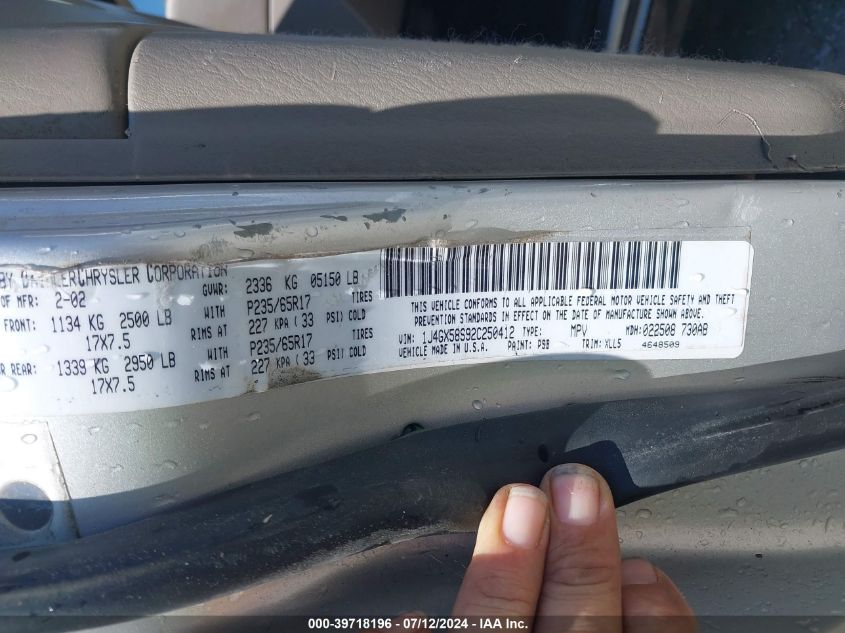 BY DAIMLERCHRYSLER CORPORATION
OF MFR: 2-02 GVWR: 2336 KG 05150 LB
FRONT: 1134 KG 2500 LB WITH P235/65R17 TIRES
17X7.5 RIMS AT 227 KPA ( 33 PSI) COLD
REAR: 1339 KG 2950 LB WITH P235/65R17 TIRES
17X7.5 RIMS AT 227 KPA ( 33 PSI) COLD
THIS VEHICLE CONFORMS TO ALL APPLICABLE FEDERAL MOTOR VEHICLE SAFETY AND THEFT
PREVENTION STANDARDS IN EFFECT ON THE DATE OF MANUFACTURE SHOWN ABOVE.
VIN: 1J4GX58S92C250412 TYPE: MPV MDH: 022508 730AB
VEHICLE MADE IN U.S.A. PAINT: PSB TRIM: XLL5 4648509
000-39718196 - 07/12/2024 - IAA Inc.